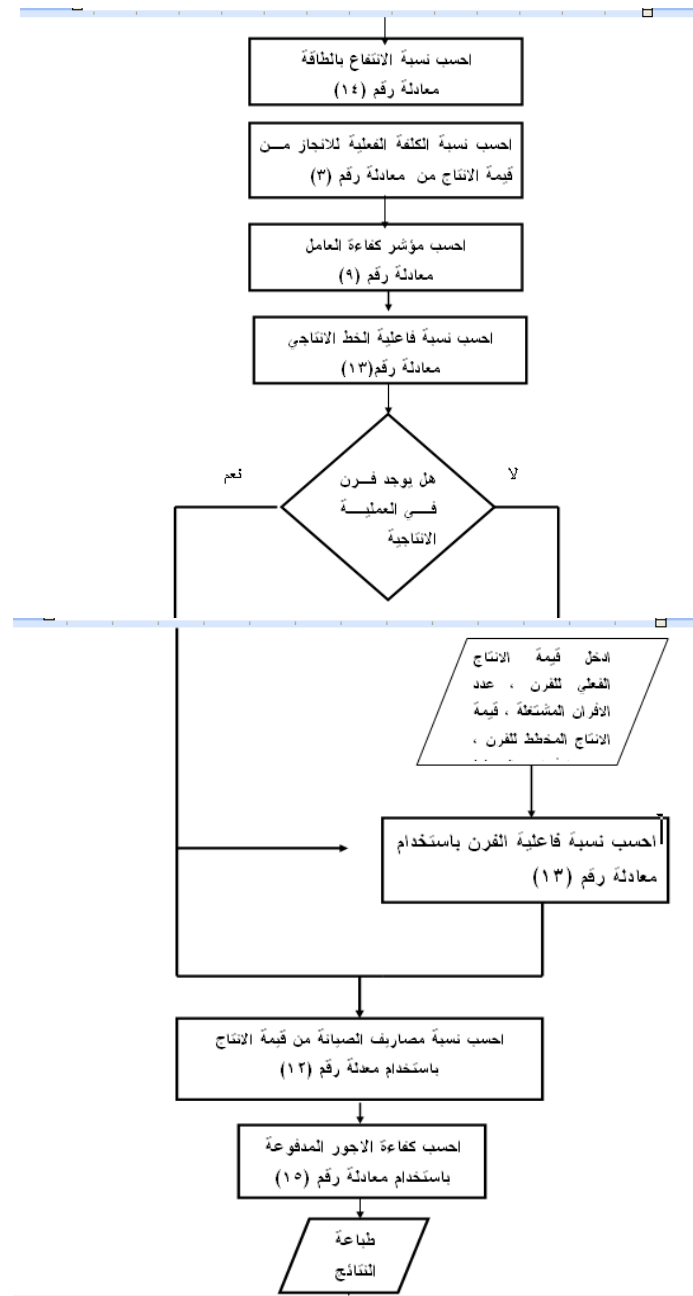 احسب نسبة الانتفاع بالطاقة
معادلة رقم (١٤)
احسب نسبة الكلفة الفعلية للانجاز مـــن
قيمة الانتاج من معادلة رقم (٣)
احسب مؤشر كفاءة العامل
معادلة رقم (٩)
احسب نسبة فاعلية الخط الانتاجي
معادلة رقم(١٣)
هل يوجد فـــرن
فـــي العمليـــة
الانتاجية
لا
نعم
ادخل قيمة الانتاج
الفعلي للفرن ، عدد
الافران المشتغلة ، قيمة
الانتاج المخطط للفرن ،
احسب نسبة فاعلية الفرن باستخدام
معادلة رقم (١٣)
احسب نسبة مصاريف الصيانة من قيمة الانتاج
باستخدام معدلة رقم (١٢)
احسب كفاءة الاجور المدفوعة
باستخدام معادلة رقم (١٥)
طباعة
النتائج